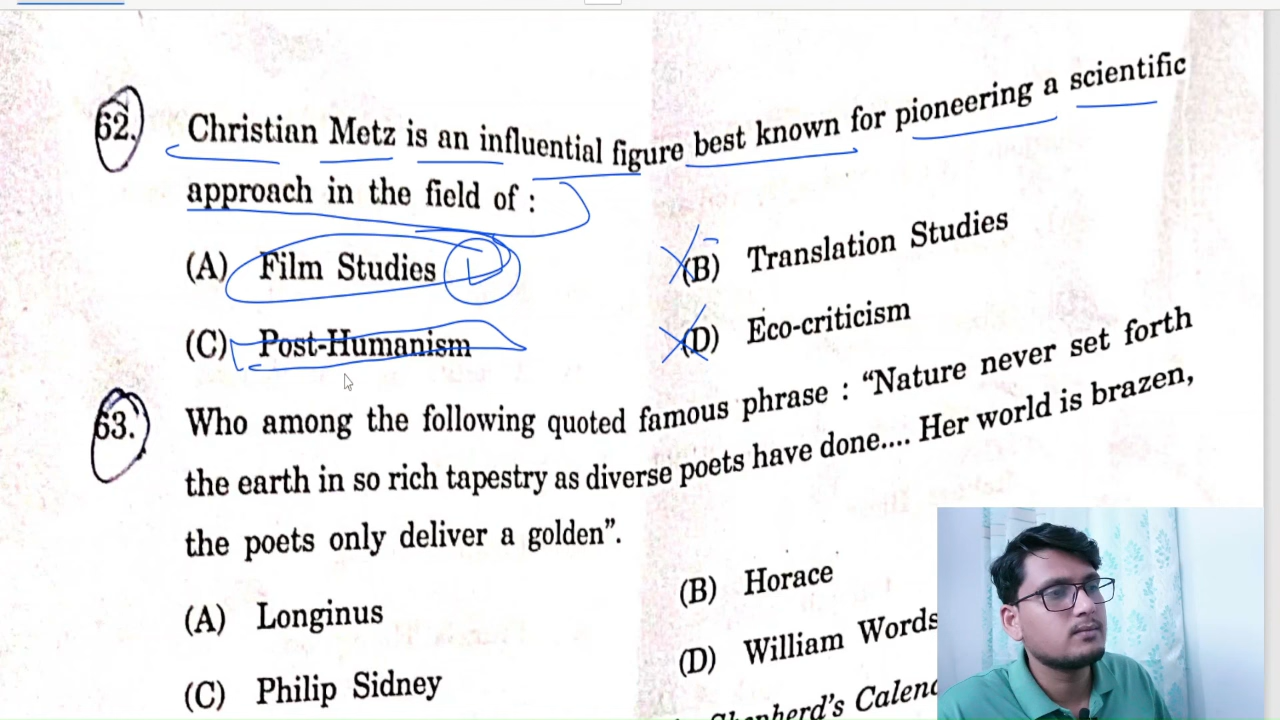 62. Christian Metz is an influential figure best known for pioneering a scientific
approach in the field of :
(A) Film Studies (B) Translation Studies
(C) Post-Humanism (D) Eco-criticism
63. Who among the following quoted famous phrase : “Nature never set forth
the earth in so rich tapestry as diverse poets have done.... Her world is brazen,
the poets only deliver a golden”.
(A) Longinus (B) Horace
(C) Philip Sidney (D) William Words
Shepherd's Calend